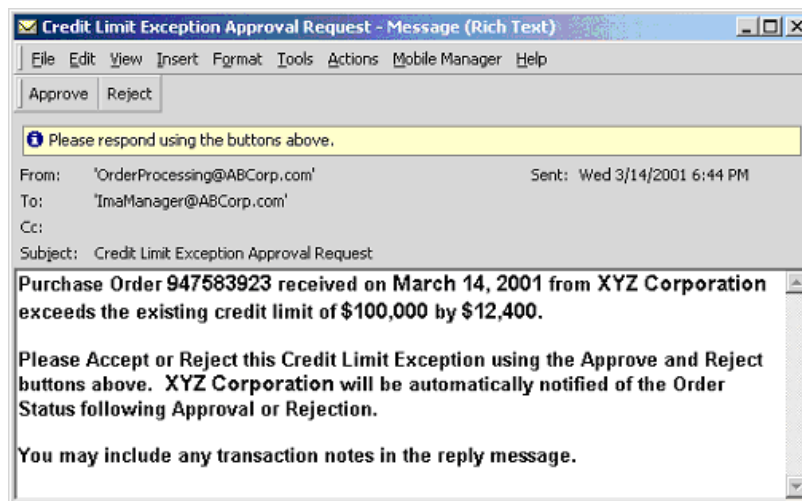 Credit Limit Exception Approval Request - Message (Rich Text)
File Edit View Insert Format Tools Actions Mobile Manager Help
Approve Reject
Please respond using the buttons above.
From: 'OrderProcessing@ABCorp.com' Sent: Wed 3/14/2001 6:44 PM
To: 'ImaManager@ABCorp.com'
Cc:
Subject: Credit Limit Exception Approval Request
Purchase Order 947583923 received on March 14, 2001 from XYZ Corporation
exceeds the existing credit limit of $100,000 by $12,400.
Please Accept or Reject this Credit Limit Exception using the Approve and Reject
buttons above. XYZ Corporation will be automatically notified of the Order
Status following Approval or Rejection.
You may include any transaction notes in the reply message.